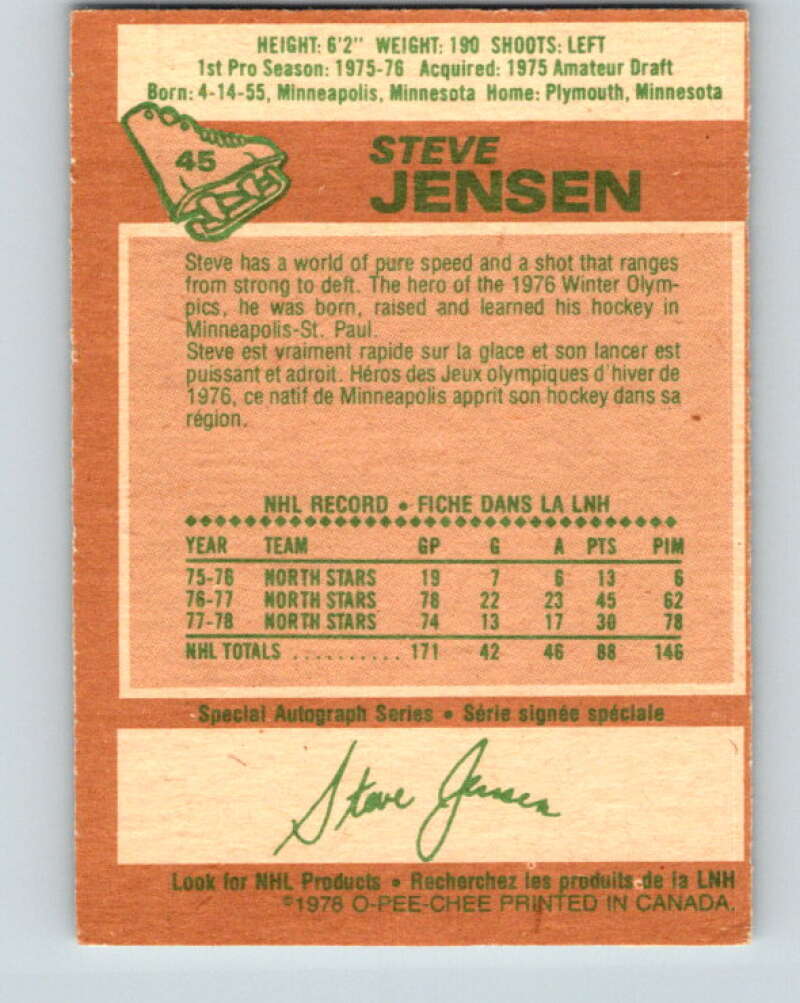 HEIGHT: 6'2" WEIGHT: 190 SHOOTS: LEFT
1st Pro Season: 1975-76 Acquired: 1975 Amateur Draft
Born: 4-14-55, Minneapolis, Minnesota Home: Plymouth, Minnesota
45
STEVE
JENSEN
Steve has a world of pure speed and a shot that ranges
from strong to deft. The hero of the 1976 Winter Olym-
pics, he was born, raised and learned his hockey in
Minneapolis-St. Paul.
Steve est vraiment rapide sur la glace et son lancer est
puissant et adroit. Héros des Jeux olympiques d'hiver de
1976, ce natif de Minneapolis apprit son hockey dans sa
région.
NHL RECORD • FICHE DANS LA LNH
YEAR TEAM GP G A PTS PIM
75-76 NORTH STARS 19 7 6 13 6
76-77 NORTH STARS 78 22 23 45 62
77-78 NORTH STARS 74 13 17 30 78
NHL TOTALS .......... 171 42 46 88 146
Special Autograph Series • Série signée spéciale
Steve Jensen
Look for NHL Products • Recherchez les produits de la LNH
©1978 O-PEE-CHEE PRINTED IN CANADA.